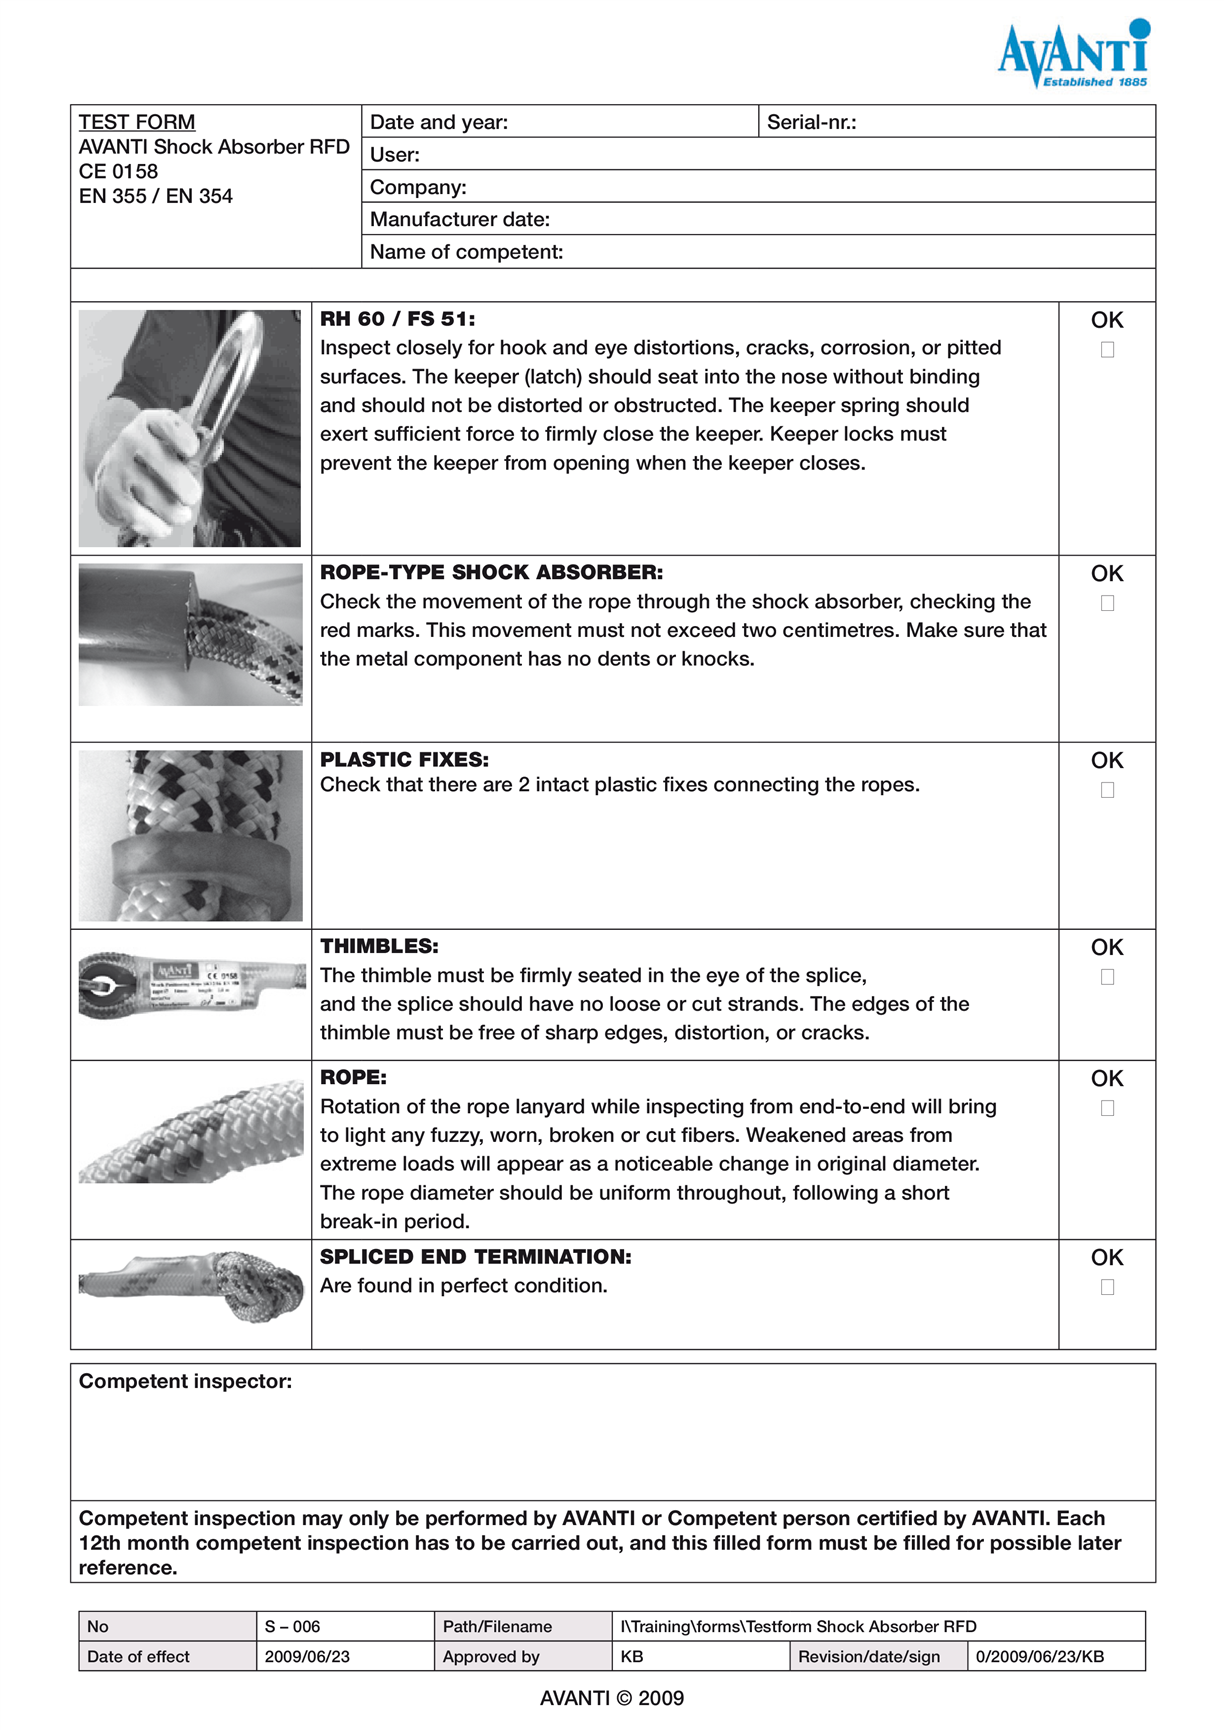 AVANTI
Established 1885
TEST FORM
AVANTI Shock Absorber RFD
CE 0158
EN 355 / EN 354
Date and year:
Serial-nr.:
User:
Company:
Manufacturer date:
Name of competent:
RH 60 / FS 51:
Inspect closely for hook and eye distortions, cracks, corrosion, or pitted
surfaces. The keeper (latch) should seat into the nose without binding
and should not be distorted or obstructed. The keeper spring should
exert sufficient force to firmly close the keeper. Keeper locks must
prevent the keeper from opening when the keeper closes.
OK
ROPE-TYPE SHOCK ABSORBER:
Check the movement of the rope through the shock absorber, checking the
red marks. This movement must not exceed two centimetres. Make sure that
the metal component has no dents or knocks.
OK
PLASTIC FIXES:
Check that there are 2 intact plastic fixes connecting the ropes.
OK
AVANTI
CE 0158
THIMBLES:
The thimble must be firmly seated in the eye of the splice,
and the splice should have no loose or cut strands. The edges of the
thimble must be free of sharp edges, distortion, or cracks.
OK
ROPE:
Rotation of the rope lanyard while inspecting from end-to-end will bring
to light any fuzzy, worn, broken or cut fibers. Weakened areas from
extreme loads will appear as a noticeable change in original diameter.
The rope diameter should be uniform throughout, following a short
break-in period.
OK
SPLICED END TERMINATION:
Are found in perfect condition.
OK
Competent inspector:
Competent inspection may only be performed by AVANTI or Competent person certified by AVANTI. Each
12th month competent inspection has to be carried out, and this filled form must be filled for possible later
reference.
No
S – 006
Path/Filename
I\Training\forms\Testform Shock Absorber RFD
Date of effect
2009/06/23
Approved by
KB
Revision/date/sign
0/2009/06/23/KB
AVANTI © 2009